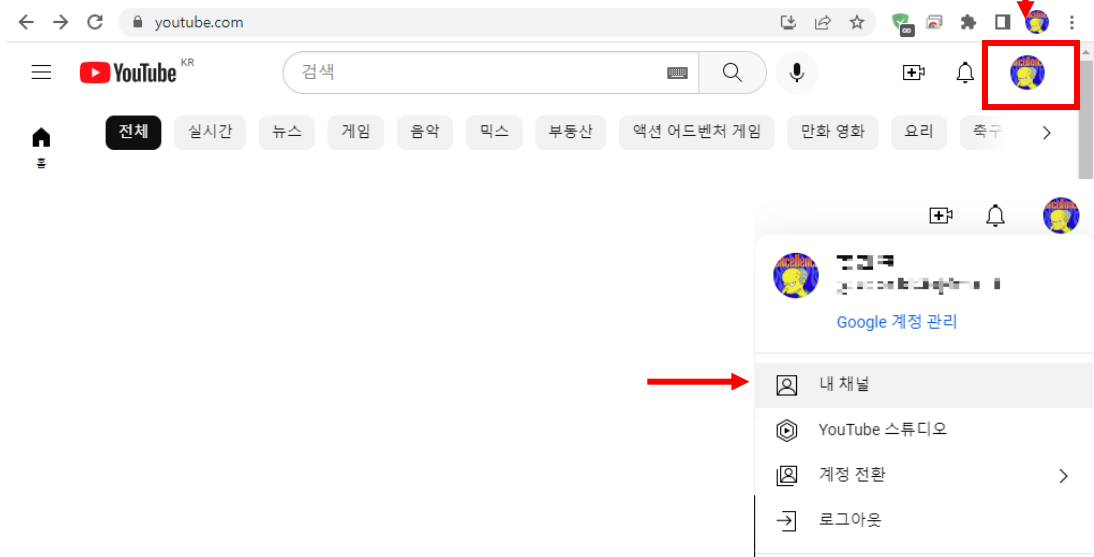 youtube.com
YouTube KR
검색
전체 실시간 뉴스 게임 음악 믹스 부동산 액션 어드벤처 게임 만화 영화 요리 축구
홈
Google 계정 관리
내 채널
YouTube 스튜디오
계정 전환
로그아웃